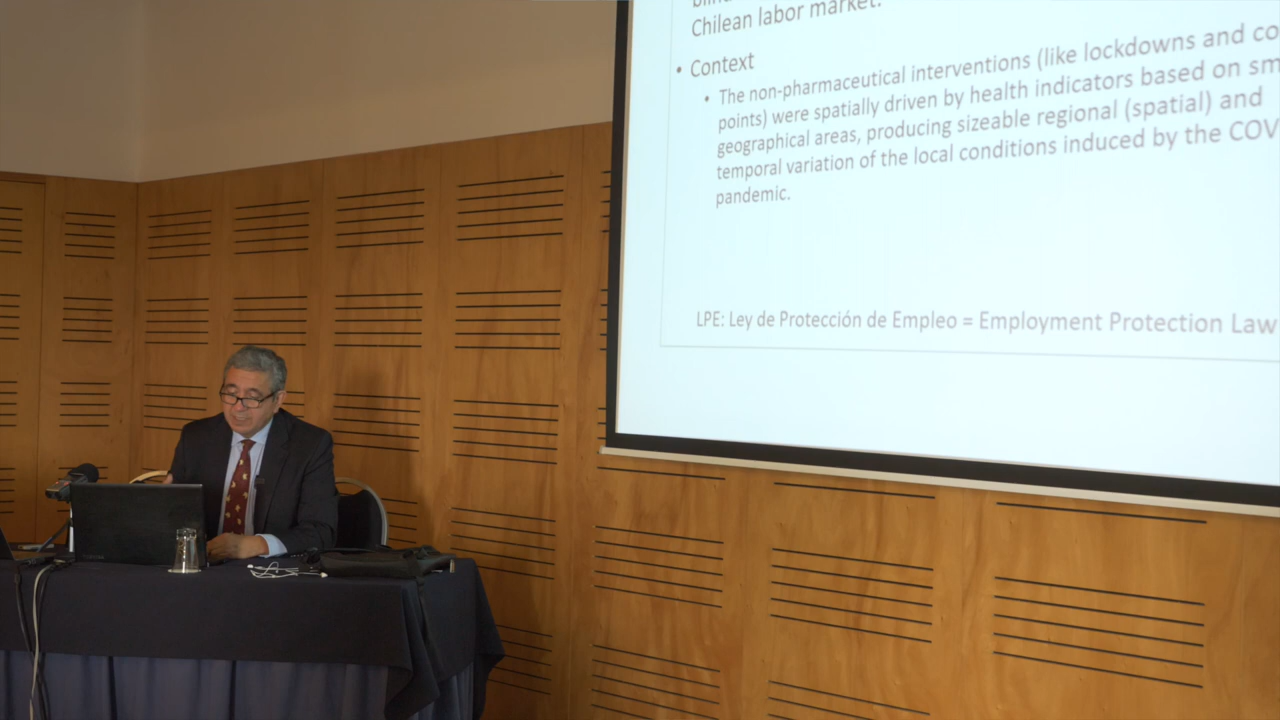 Chilean labor market.
• Context
• The non-pharmaceutical interventions (like lockdowns and
points) were spatially driven by health indicators based on
geographical areas, producing sizeable regional (spatial) and
temporal variation of the local conditions induced by the COV
pandemic.
LPE: Ley de Protección de Empleo = Employment Protection Law